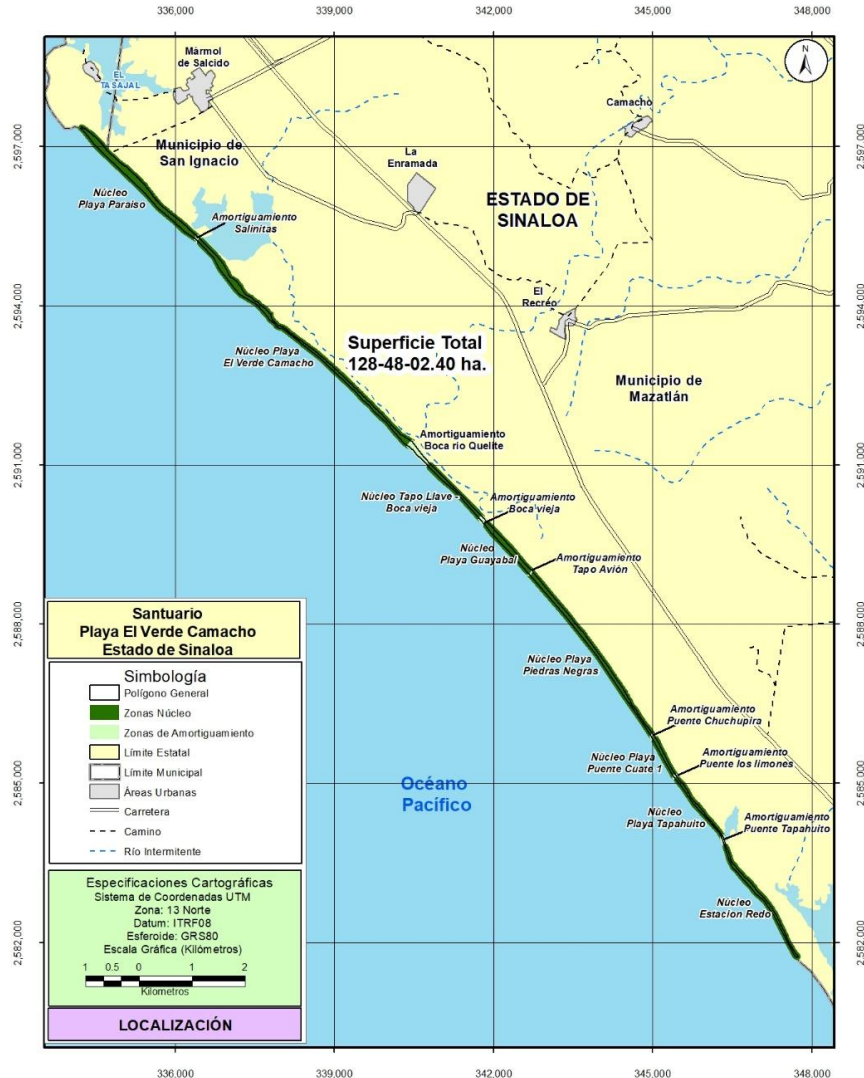 336,000
339,000
342,000
345,000
348,000
N
Mármol
de Salcido
EL
TASAJAL
Camacho
2,597,000
2,597,000
Municipio de
San Ignacio
La
Enramada
Núcleo
Playa Paraiso
ESTADO DE
SINALOA
Amortiguamiento
Salinitas
El
Recreo
2,594,000
2,594,000
Núcleo Playa
El Verde Camacho
Superficie Total
128-48-02.40 ha.
Municipio de
Mazatlán
Amortiguamiento
Boca río Quelite
2,591,000
2,591,000
Núcleo Tapo Llave -
Boca vieja
Amortiguamiento
Boca vieja
Núcleo
Playa Guayabal
Amortiguamiento
Tapo Avión
2,588,000
2,588,000
Núcleo Playa
Piedras Negras
Amortiguamiento
Puente Chuchupira
Núcleo Playa
Puente Cuate 1
Amortiguamiento
Puente los limones
2,585,000
2,585,000
Océano
Pacífico
Núcleo
Playa Tapahuito
Amortiguamiento
Puente Tapahuito
Núcleo
Estacion Redo
2,582,000
2,582,000
Santuario
Playa El Verde Camacho
Estado de Sinaloa
Simbología
Polígono General
Zonas Núcleo
Zonas de Amortiguamiento
Límite Estatal
Límite Municipal
Áreas Urbanas
Carretera
Camino
Río Intermitente
Especificaciones Cartográficas
Sistema de Coordenadas UTM
Zona: 13 Norte
Datum: ITRF08
Esferoide: GRS80
Escala Gráfica (Kilómetros)
1 0.5 0 1 2
Kilometros
LOCALIZACIÓN
336,000
339,000
342,000
345,000
348,000